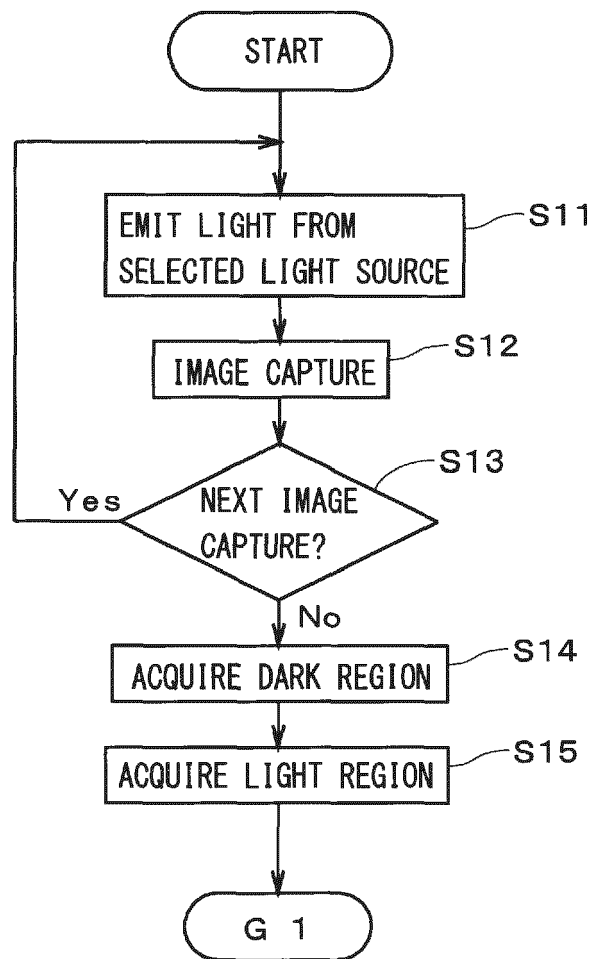 START
EMIT LIGHT FROM
SELECTED LIGHT SOURCE
S11
IMAGE CAPTURE
S12
NEXT IMAGE
CAPTURE?
S13
Yes
No
ACQUIRE DARK REGION
S14
ACQUIRE LIGHT REGION
S15
G 1